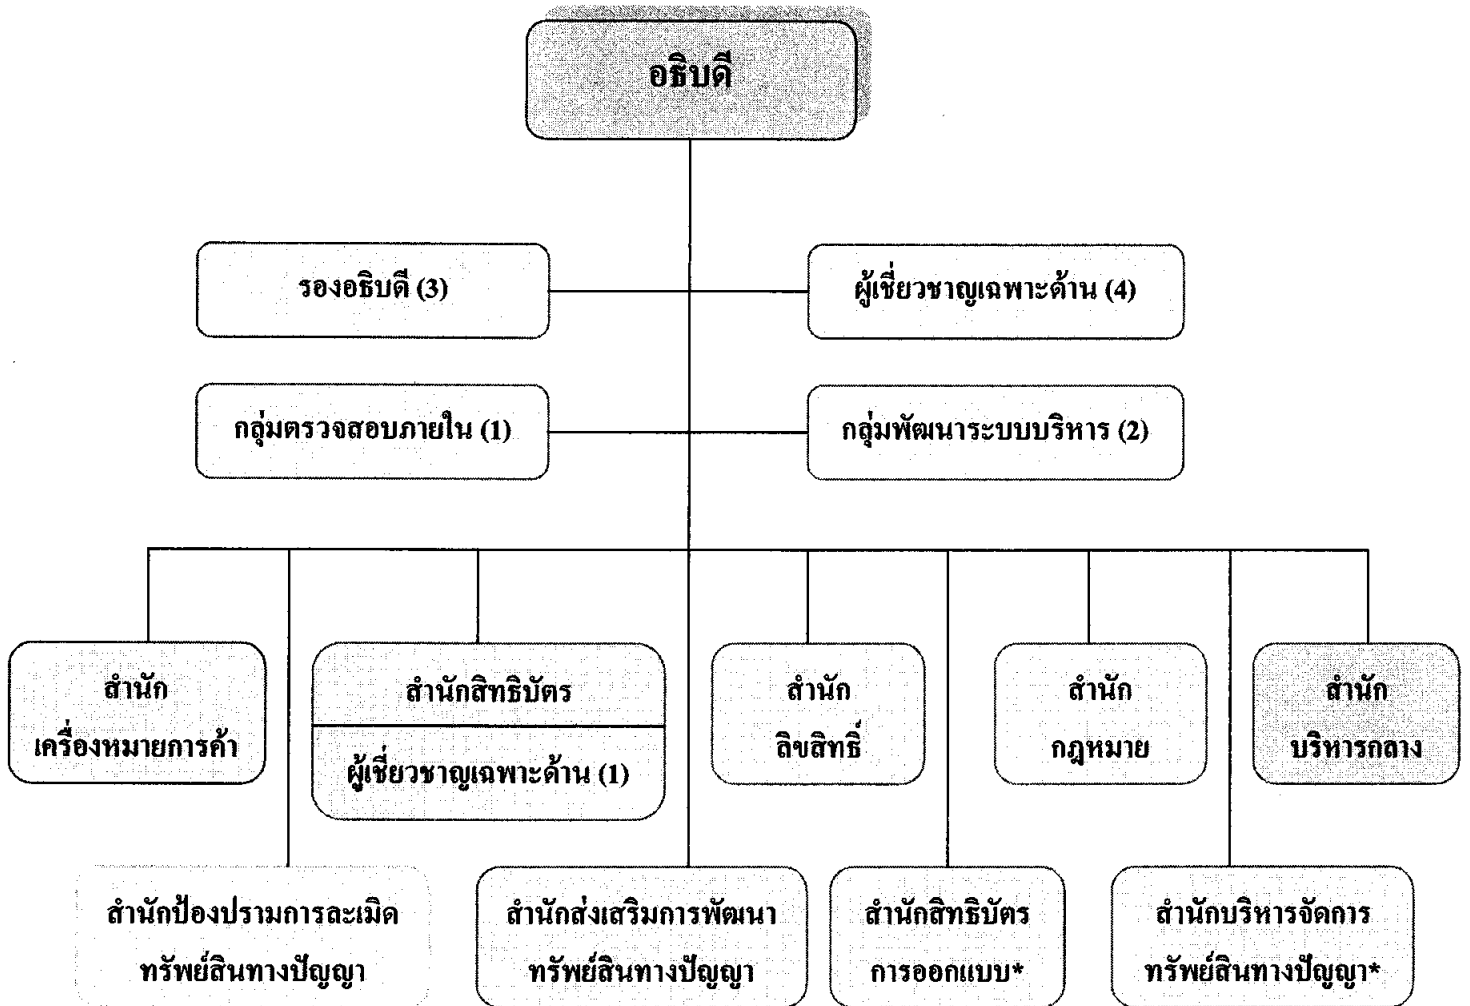 อธิบดี
รองอธิบดี (3)
ผู้เชี่ยวชาญเฉพาะด้าน (4)
กลุ่มตรวจสอบภายใน (1)
กลุ่มพัฒนาระบบบริหาร (2)
สำนัก
เครื่องหมายการค้า
สำนักสิทธิบัตร
ผู้เชี่ยวชาญเฉพาะด้าน (1)
สำนัก
ลิขสิทธิ์
สำนัก
กฎหมาย
สำนัก
บริหารกลาง
สำนักป้องปรามการละเมิด
ทรัพย์สินทางปัญญา
สำนักส่งเสริมการพัฒนา
ทรัพย์สินทางปัญญา
สำนักสิทธิบัตร
การออกแบบ*
สำนักบริหารจัดการ
ทรัพย์สินทางปัญญา*